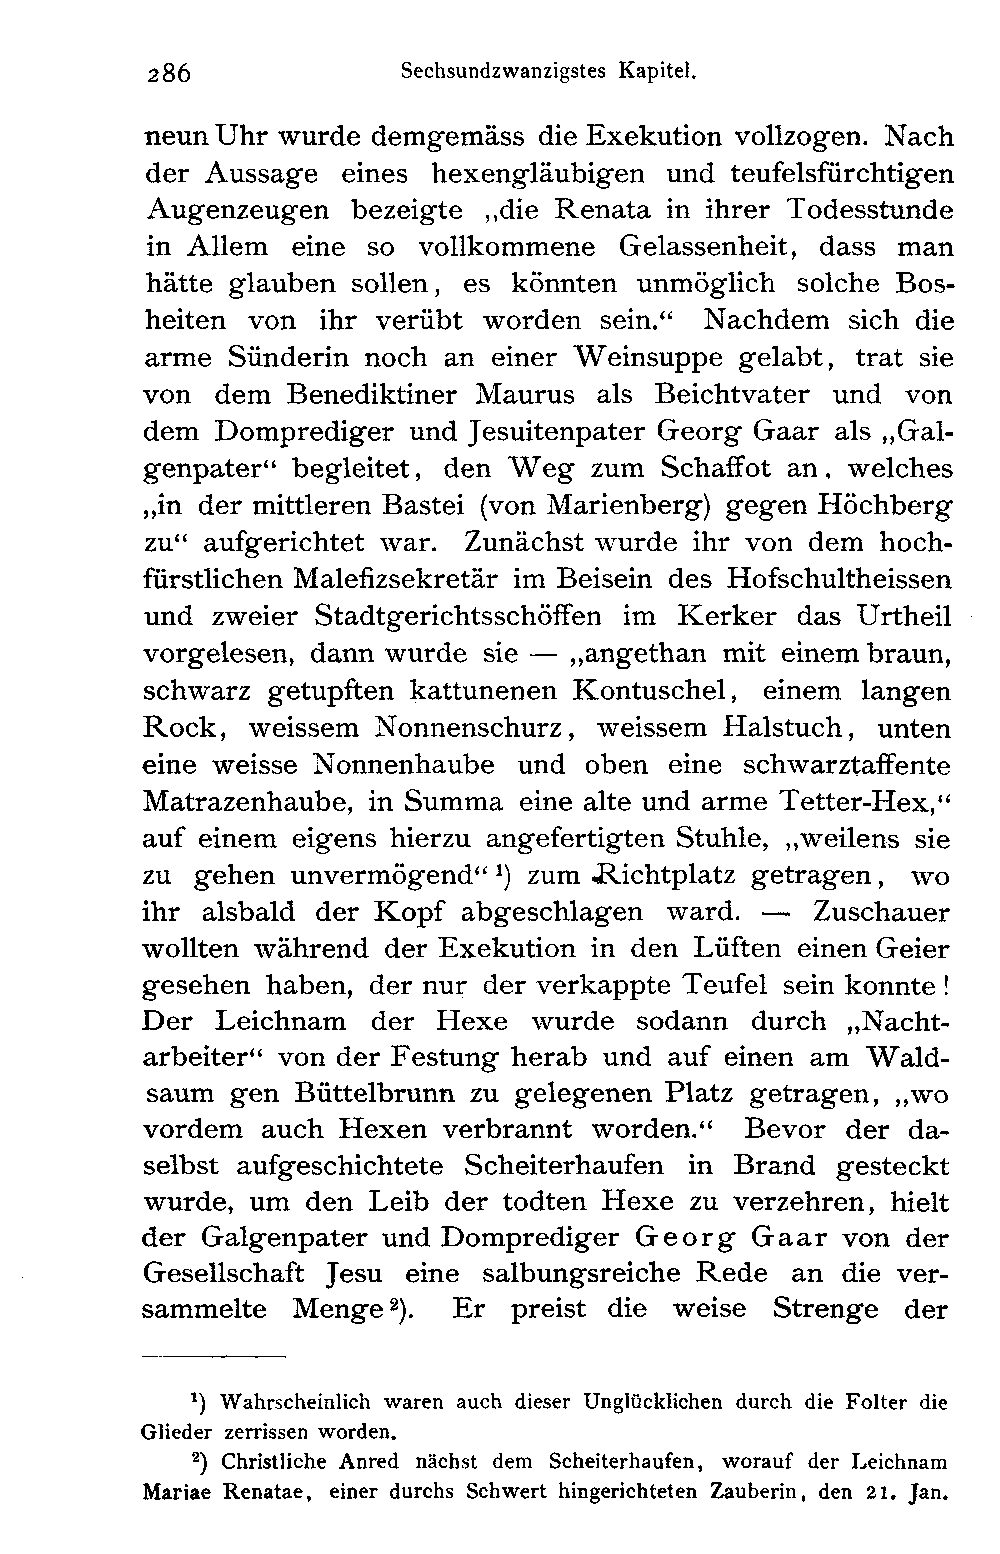 286 Sechsundzwanzigstes Kapitel.
neun Uhr wurde demgemäss die Exekution vollzogen. Nach
der Aussage eines hexengläubigen und teufelsfürchtigen
Augenzeugen bezeigte „die Renata in ihrer Todesstunde
in Allem eine so vollkommene Gelassenheit, dass man
hätte glauben sollen, es könnten unmöglich solche Bos-
heiten von ihr verübt worden sein.“ Nachdem sich die
arme Sünderin noch an einer Weinsuppe gelabt, trat sie
von dem Benediktiner Maurus als Beichtvater und von
dem Domprediger und Jesuitenpater Georg Gaar als „Gal-
genpater“ begleitet, den Weg zum Schaffot an, welches
„in der mittleren Bastei (von Marienberg) gegen Höchberg
zu“ aufgerichtet war. Zunächst wurde ihr von dem hoch-
fürstlichen Malefizsekretär im Beisein des Hofschultheissen
und zweier Stadtgerichtsschöffen im Kerker das Urtheil
vorgelesen, dann wurde sie — „angethan mit einem braun,
schwarz getupften kattunenen Kontuschel, einem langen
Rock, weissem Nonnenschurz, weissem Halstuch, unten
eine weisse Nonnenhaube und oben eine schwarztaffente
Matrazenhaube, in Summa eine alte und arme Tetter-Hex,“
auf einem eigens hierzu angefertigten Stuhle, „weilens sie
zu gehen unvermögend“ ¹) zum Richtplatz getragen, wo
ihr alsbald der Kopf abgeschlagen ward. — Zuschauer
wollten während der Exekution in den Lüften einen Geier
gesehen haben, der nur der verkappte Teufel sein konnte!
Der Leichnam der Hexe wurde sodann durch „Nacht-
arbeiter“ von der Festung herab und auf einen am Wald-
saum gen Büttelbrunn zu gelegenen Platz getragen, „wo
vordem auch Hexen verbrannt worden.“ Bevor der da-
selbst aufgeschichtete Scheiterhaufen in Brand gesteckt
wurde, um den Leib der todten Hexe zu verzehren, hielt
der Galgenpater und Domprediger Georg Gaar von der
Gesellschaft Jesu eine salbungsreiche Rede an die ver-
sammelte Menge ²). Er preist die weise Strenge der
¹) Wahrscheinlich waren auch dieser Unglücklichen durch die Folter die
Glieder zerrissen worden.
²) Christliche Anred nächst dem Scheiterhaufen, worauf der Leichnam
Mariae Renatae, einer durchs Schwert hingerichteten Zauberin, den 21. Jan.